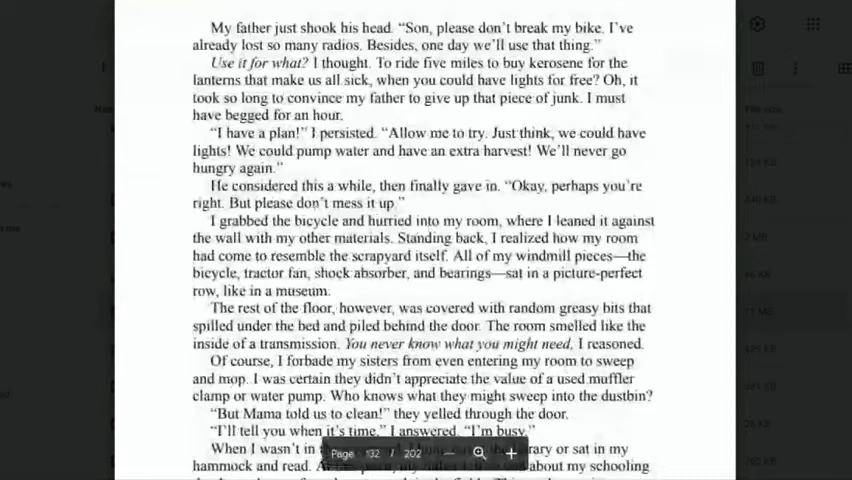 My father just shook his head. “Son, please don’t break my bike. I’ve
already lost so many radios. Besides, one day we’ll use that thing.”
Use it for what? I thought. To ride five miles to buy kerosene for the
lanterns that make us all sick, when you could have lights for free? Oh, it
took so long to convince my father to give up that piece of junk. I must
have begged for an hour.
“I have a plan!” I persisted. “Allow me to try. Just think, we could have
lights! We could pump water and have an extra harvest! We’ll never go
hungry again.”
He considered this a while, then finally gave in. “Okay, perhaps you’re
right. But please don’t mess it up.”
I grabbed the bicycle and hurried into my room, where I leaned it against
the wall with my other materials. Standing back, I realized how my room
had come to resemble the scrapyard itself. All of my windmill pieces—the
bicycle, tractor fan, shock absorber, and bearings—sat in a picture-perfect
row, like in a museum.
The rest of the floor, however, was covered with random greasy bits that
spilled under the bed and piled behind the door. The room smelled like the
inside of a transmission. You never know what you might need, I reasoned.
Of course, I forbade my sisters from even entering my room to sweep
and mop. I was certain they didn’t appreciate the value of a used muffler
clamp or water pump. Who knows what they might sweep into the dustbin?
“But Mama told us to clean!” they yelled through the door.
“I’ll tell you when it’s time,” I answered. “I’m busy.”
When I wasn’t in rary or sat in my
hammock and read. about my schooling
Page 132 / 202
File size